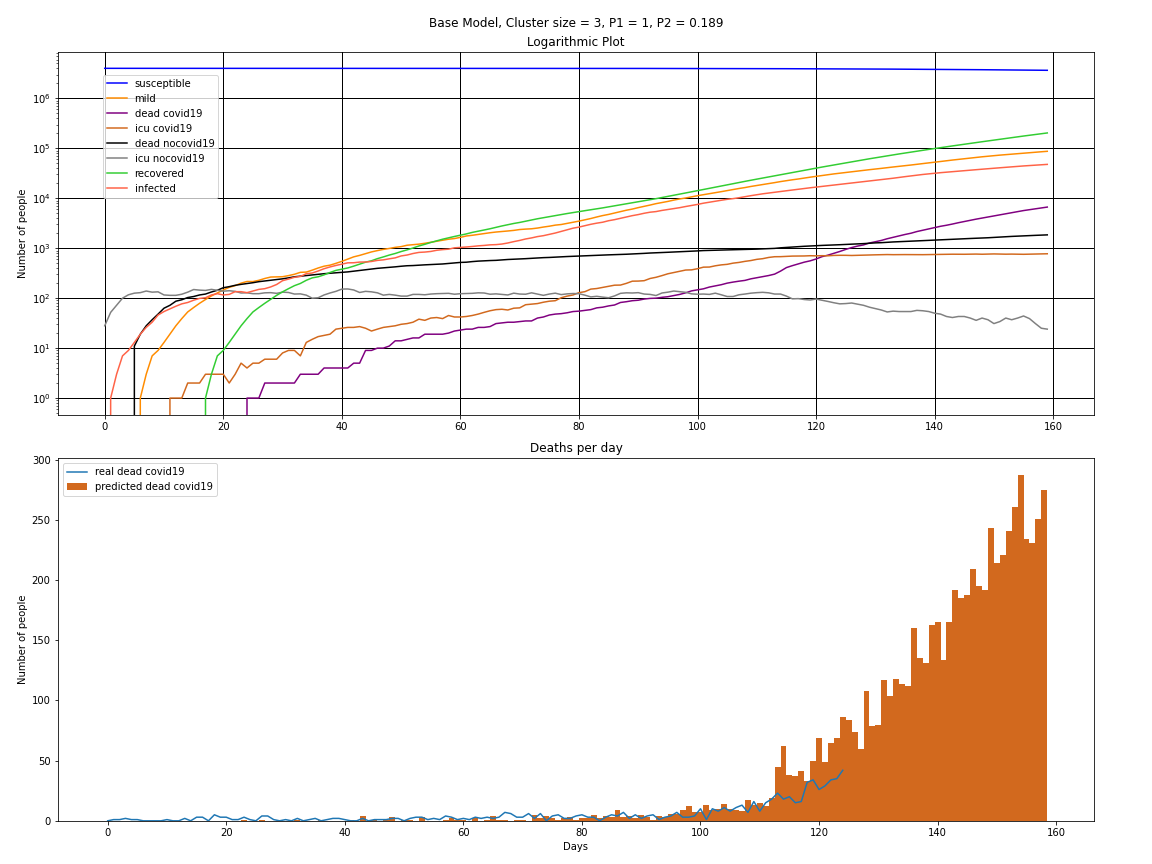 Base Model, Cluster size = 3, P1 = 1, P2 = 0.189
Logarithmic Plot
Number of people
10⁶
10⁵
10⁴
10³
10²
10¹
10⁰
susceptible
mild
dead covid19
icu covid19
dead nocovid19
icu nocovid19
recovered
infected
0 20 40 60 80 100 120 140 160
Deaths per day
Number of people
300
250
200
150
100
50
0
real dead covid19
predicted dead covid19
0 20 40 60 80 100 120 140 160
Days